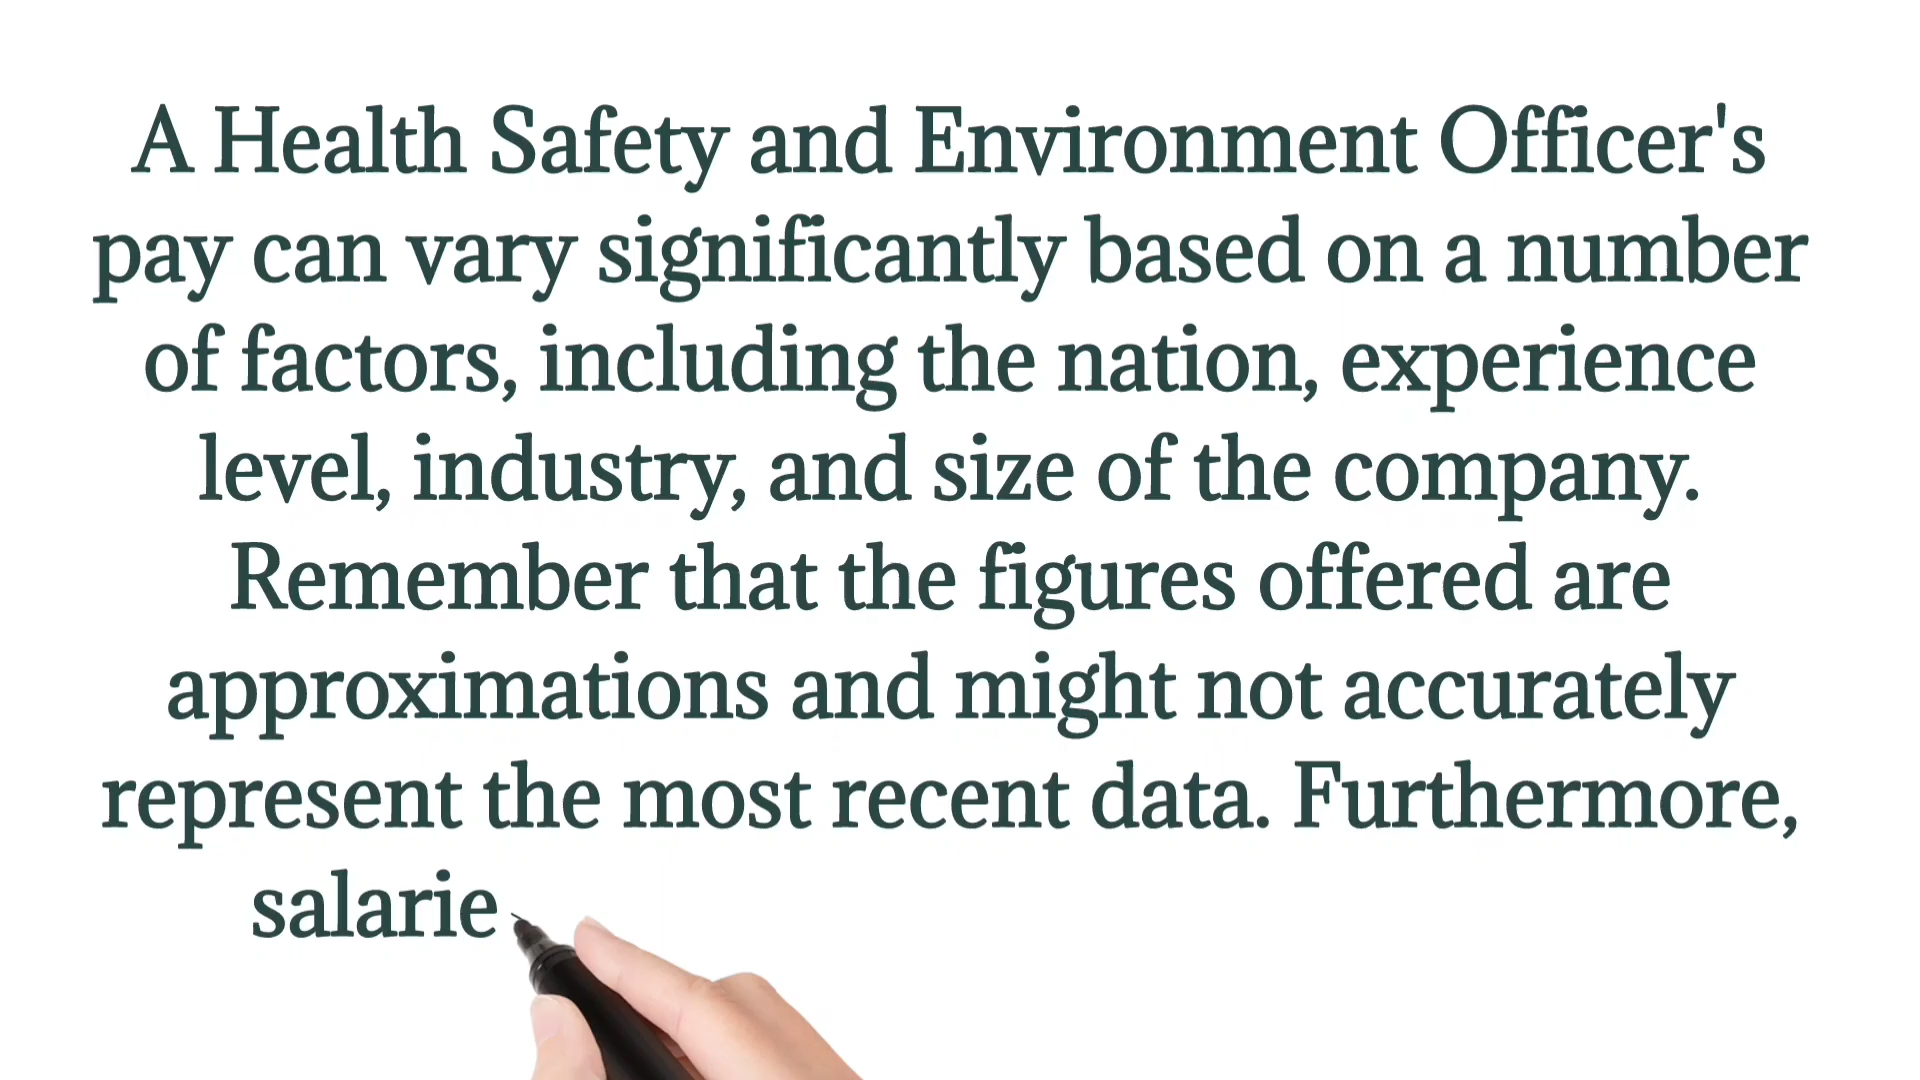 A Health Safety and Environment Officer's
pay can vary significantly based on a number
of factors, including the nation, experience
level, industry, and size of the company.
Remember that the figures offered are
approximations and might not accurately
represent the most recent data. Furthermore,
salarie